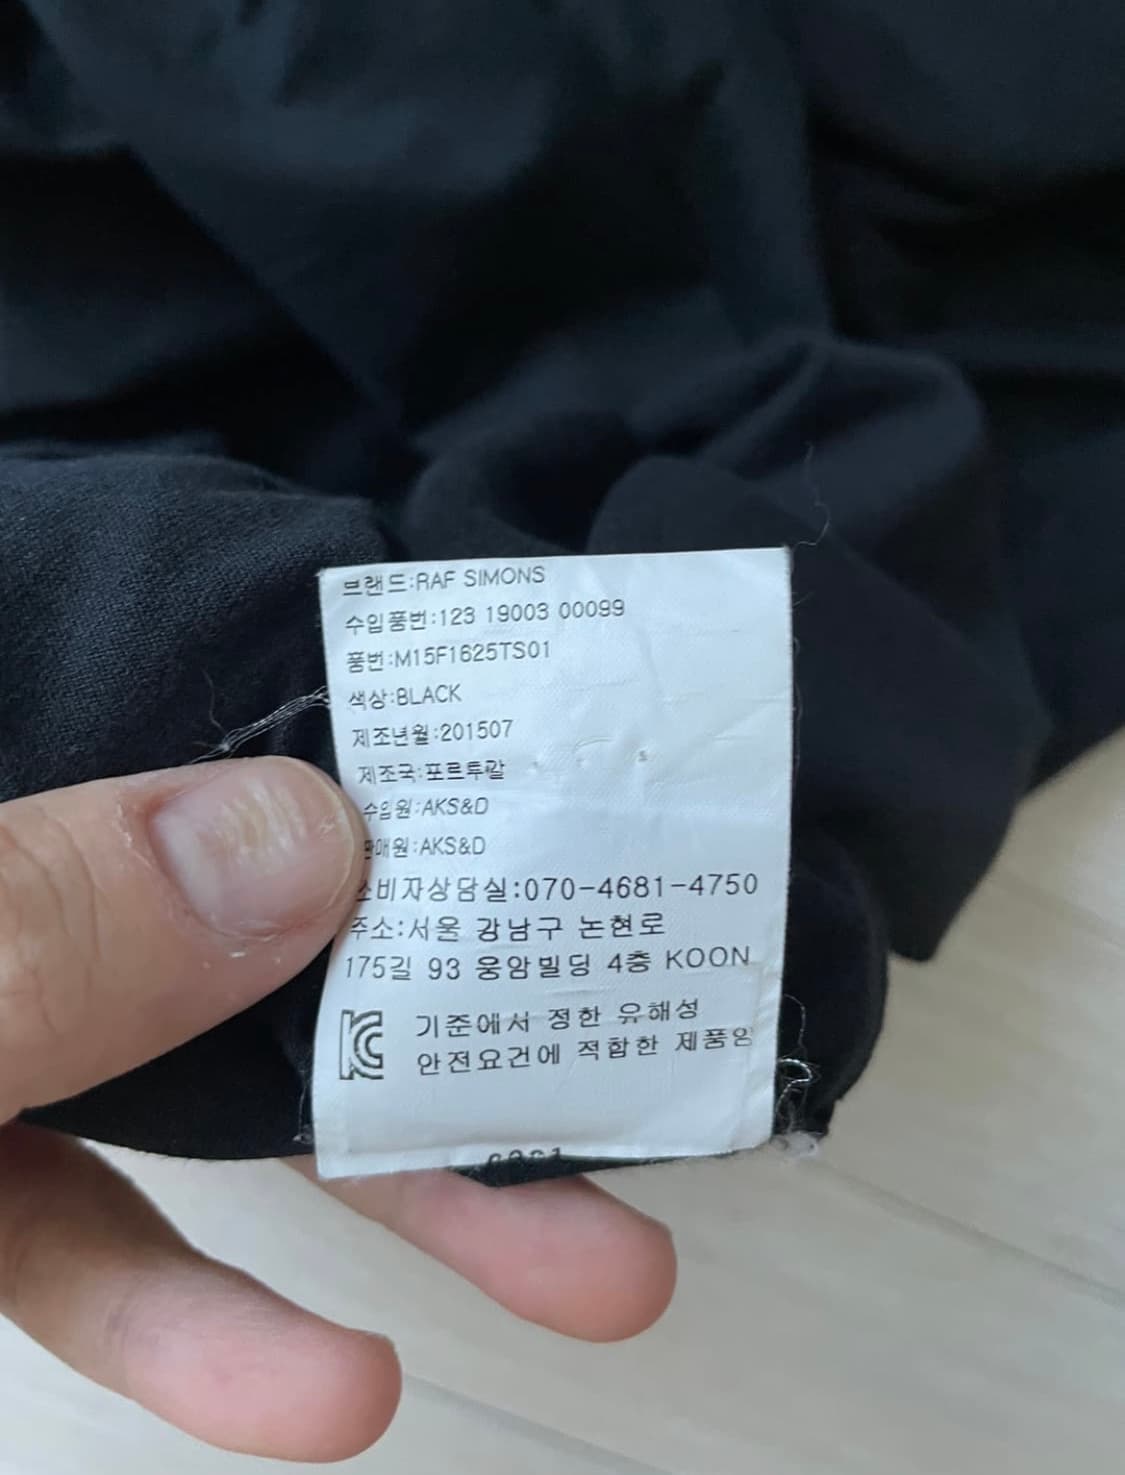 브랜드:RAF SIMONS
수입품번:123 19003 00099
품번:M15F1625TS01
색상:BLACK
제조년월:201507
제조국:포르투갈
수입원:AKS&D
판매원:AKS&D
소비자상담실:070-4681-4750
주소:서울 강남구 논현로
175길 93 웅암빌딩 4층 KOON
KC 기준에서 정한 유해성
안전요건에 적합한 제품임